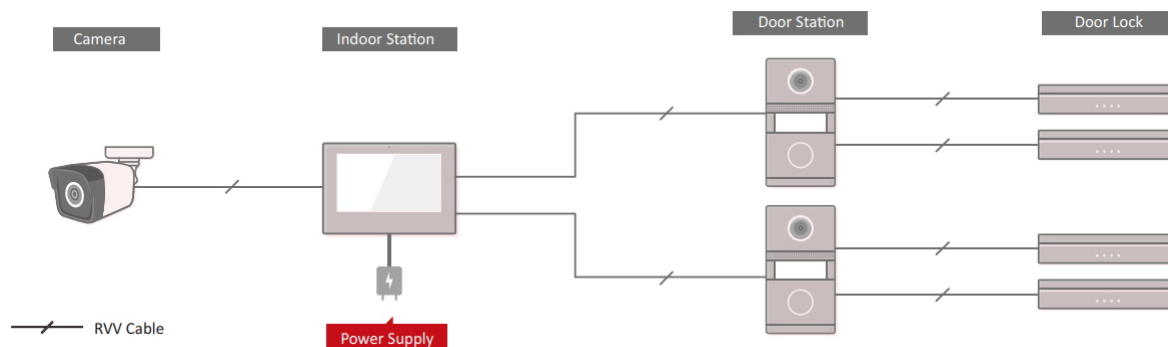 Camera
Indoor Station
Door Station
Door Lock
RVV Cable
Power Supply